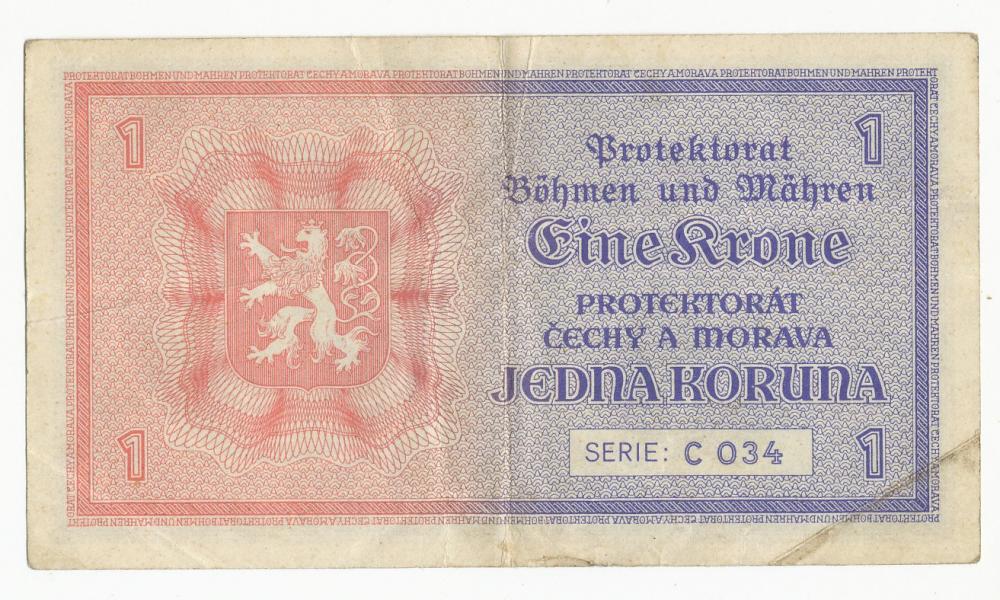 PROTEKTORAT BÖHMEN UND MÄHREN PROTEKTORÁT ČECHY A MORAVA PROTEKTORAT BÖHMEN UND MÄHREN PROTEKTORÁT ČECHY A MORAVA PROTEKTORAT BÖHMEN UND MÄHREN PROTEKT
1
1
Protektorat
Böhmen und Mähren
Eine Krone
PROTEKTORÁT
ČECHY A MORAVA
JEDNA KORUNA
SERIE: C 034
1
1